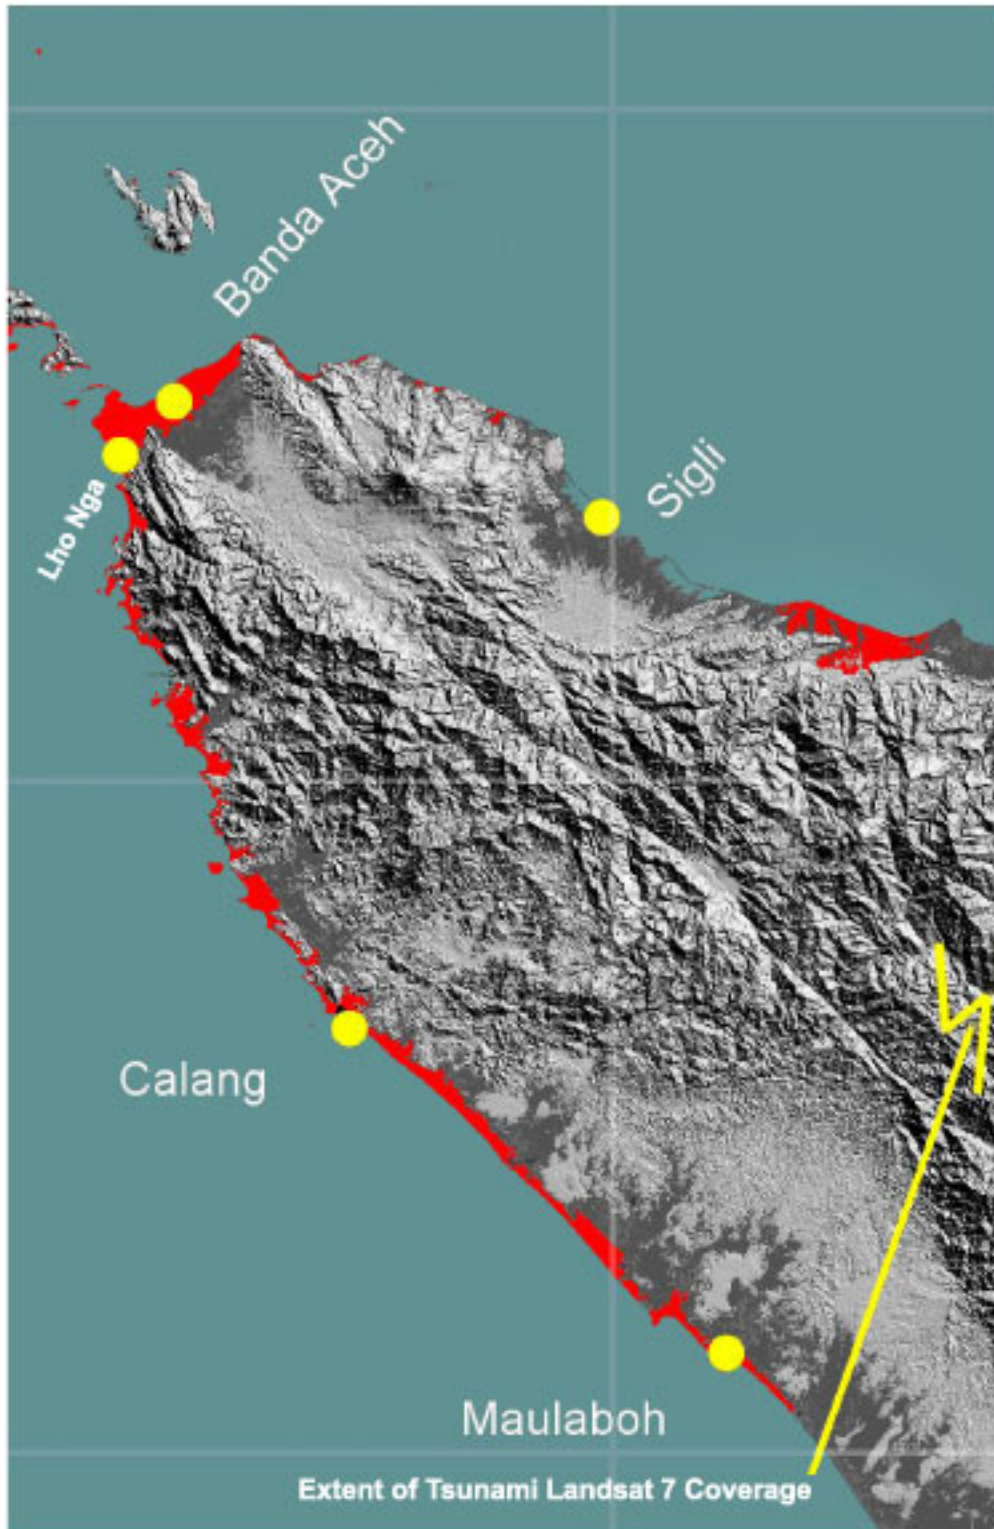 Banda Aceh
Sigli
Lho Nga
Calang
Maulaboh
Extent of Tsunami Landsat 7 Coverage